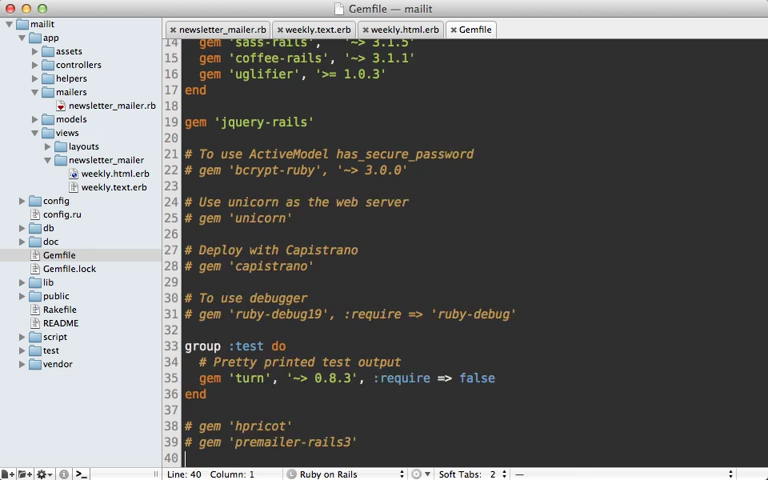 Gemfile — mailit
mailit
app
assets
controllers
helpers
mailers
newsletter_mailer.rb
models
views
layouts
newsletter_mailer
weekly.html.erb
weekly.text.erb
config
config.ru
db
doc
Gemfile
Gemfile.lock
lib
public
Rakefile
README
script
test
vendor
newsletter_mailer.rb weekly.text.erb weekly.html.erb Gemfile
14 gem 'sass-rails', '~> 3.1.5'
15 gem 'coffee-rails', '~> 3.1.1'
16 gem 'uglifier', '>= 1.0.3'
17 end
18
19 gem 'jquery-rails'
20
21 # To use ActiveModel has_secure_password
22 # gem 'bcrypt-ruby', '~> 3.0.0'
23
24 # Use unicorn as the web server
25 # gem 'unicorn'
26
27 # Deploy with Capistrano
28 # gem 'capistrano'
29
30 # To use debugger
31 # gem 'ruby-debug19', :require => 'ruby-debug'
32
33 group :test do
34 # Pretty printed test output
35 gem 'turn', '~> 0.8.3', :require => false
36 end
37
38 # gem 'hpricot'
39 # gem 'premailer-rails3'
40
Line: 40 Column: 1 Ruby on Rails Soft Tabs: 2 —